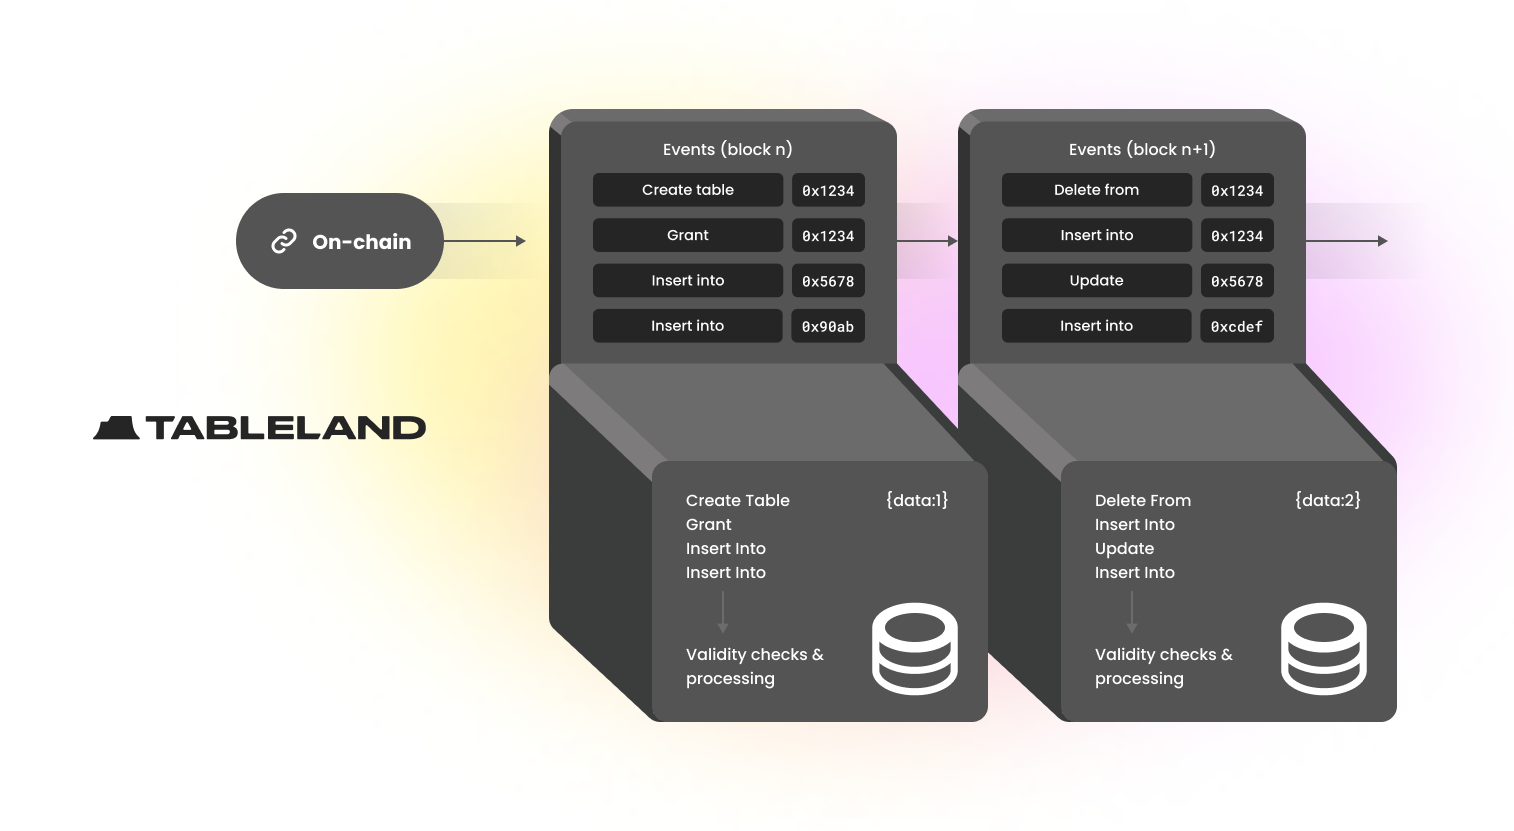 On-chain
TABLELAND
Events (block n)
Create table 0x1234
Grant 0x1234
Insert into 0x5678
Insert into 0x90ab
Create Table {data:1}
Grant
Insert Into
Insert Into
Validity checks &
processing
Events (block n+1)
Delete from 0x1234
Insert into 0x1234
Update 0x5678
Insert into 0xcdef
Delete From {data:2}
Insert Into
Update
Insert Into
Validity checks &
processing